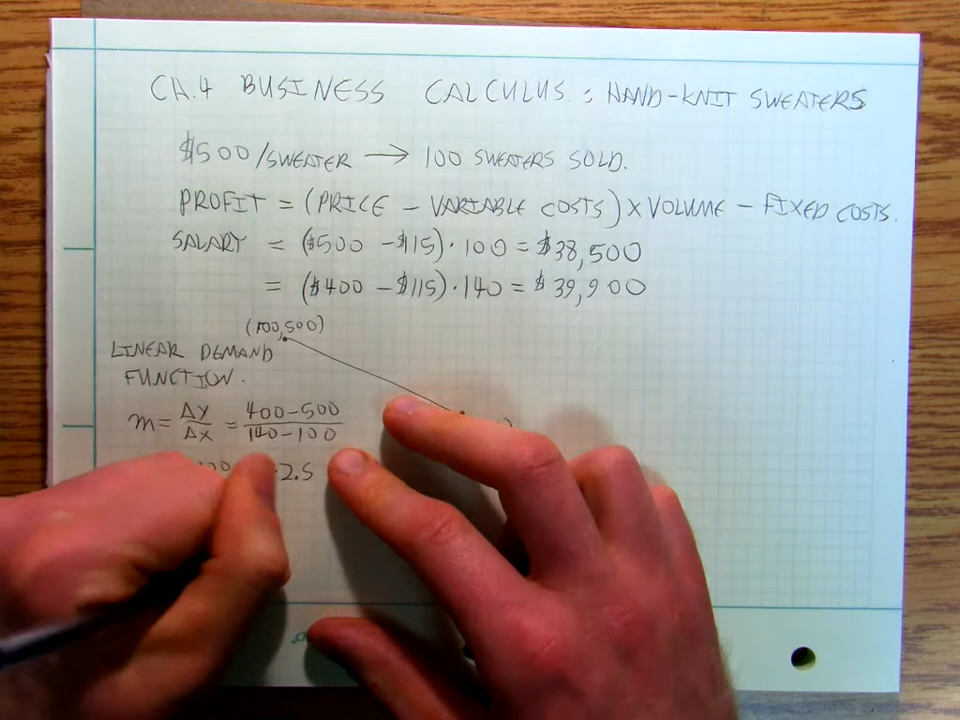 CH.4 BUSINESS CALCULUS : HAND-KNIT SWEATERS
$500/SWEATER → 100 SWEATERS SOLD.
PROFIT = (PRICE - VARIABLE COSTS) × VOLUME - FIXED COSTS.
SALARY = ($500 - $115)·100 = $38,500
= ($400 - $115)·140 = $39,900
(100,500)
LINEAR DEMAND
FUNCTION.
m = ΔY/ΔX = 400-500/140-100
-2.5